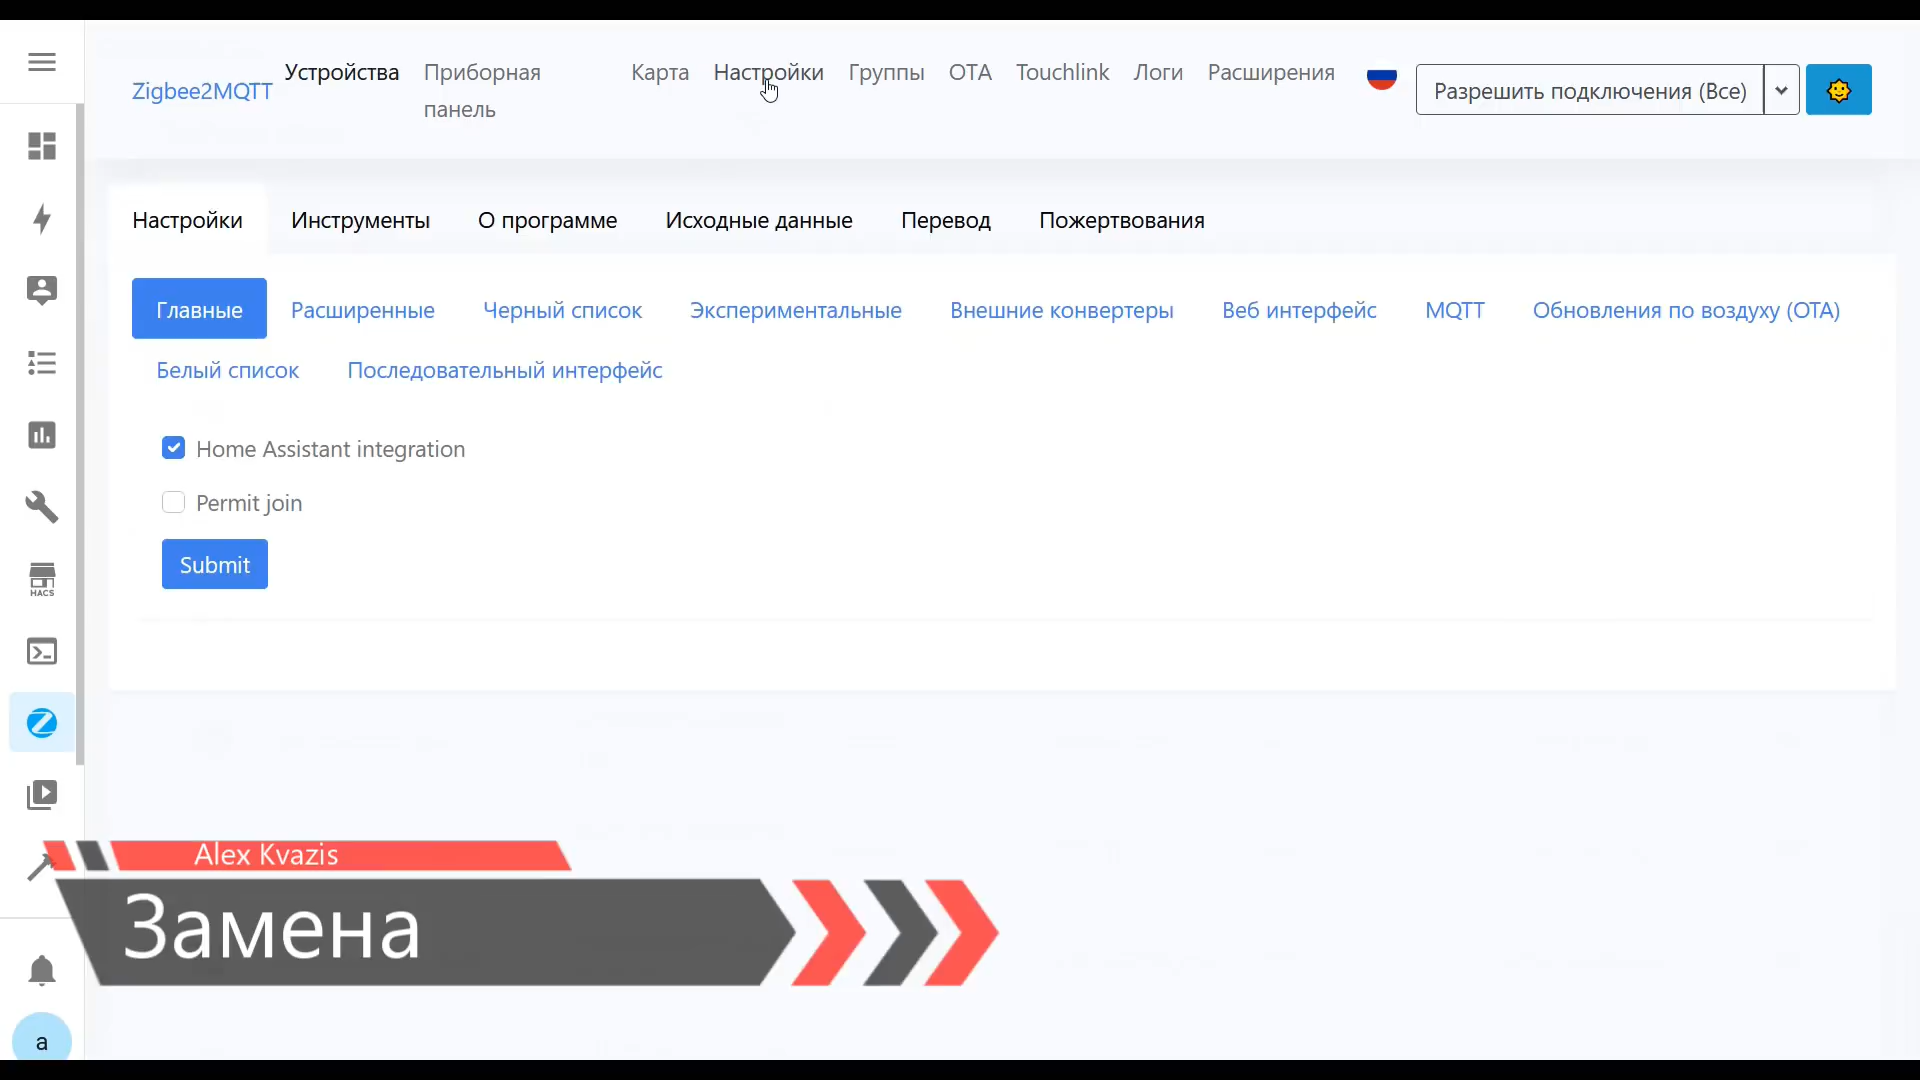 Zigbee2MQTT
Устройства
Приборная
панель
Карта
Настройки
Группы
OTA
Touchlink
Логи
Расширения
Разрешить подключения (Все)
Настройки
Инструменты
О программе
Исходные данные
Перевод
Пожертвования
Главные
Расширенные
Черный список
Экспериментальные
Внешние конвертеры
Веб интерфейс
MQTT
Обновления по воздуху (OTA)
Белый список
Последовательный интерфейс
Home Assistant integration
Permit join
Submit
HACS
Alex Kvazis
Замена
a